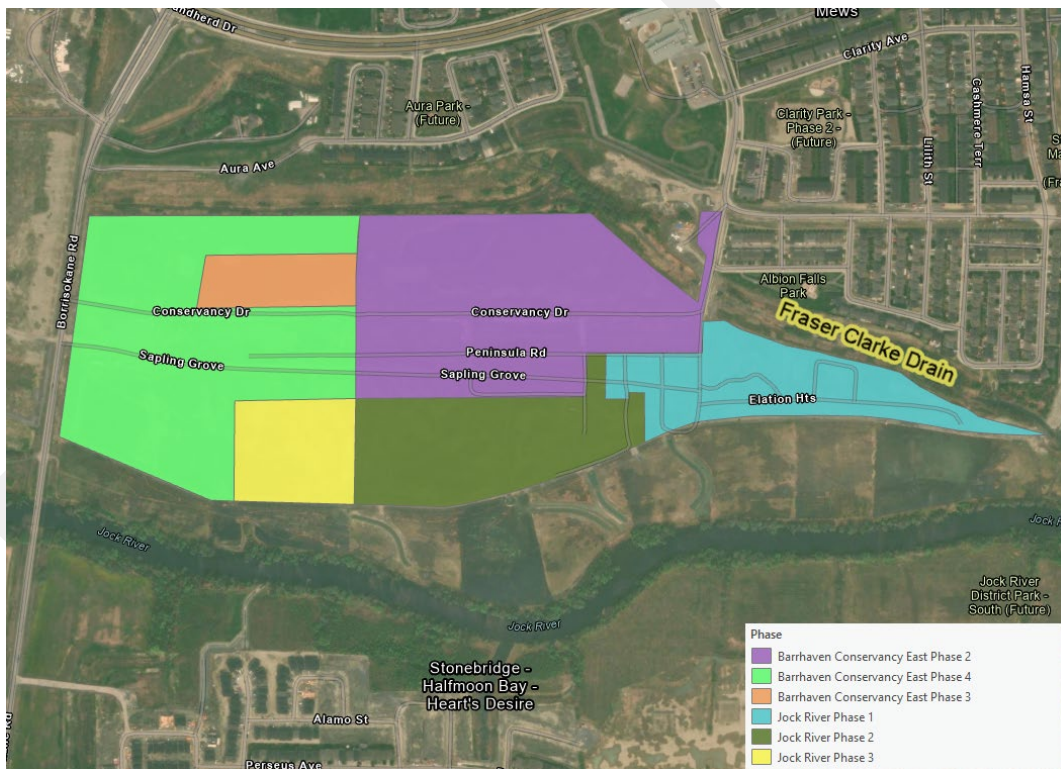 Mews
Clarity Ave
Hamsa St
Cashmere Terr
Lilith St
Aura Park -
(Future)
Clarity Park -
Phase 2 -
(Future)
Aura Ave
Borrisokane Rd
Albion Falls
Park
Fraser Clarke Drain
Conservancy Dr
Conservancy Dr
Peninsula Rd
Sapling Grove
Sapling Grove
Elation Hts
Jock River
Jock River
Jock River
District Park -
South (Future)
Stonebridge -
Halfmoon Bay -
Heart's Desire
Alamo St
Perseus Ave
Phase
Barrhaven Conservancy East Phase 2
Barrhaven Conservancy East Phase 4
Barrhaven Conservancy East Phase 3
Jock River Phase 1
Jock River Phase 2
Jock River Phase 3